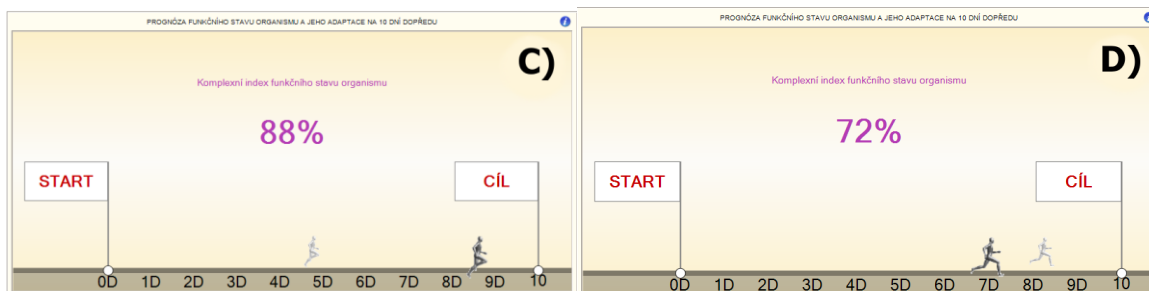 PROGNÓZA FUNKČNÍHO STAVU ORGANISMU A JEHO ADAPTACE NA 10 DNÍ DOPŘEDU
i
C)
Komplexní index funkčního stavu organismu
88%
START
CÍL
0D 1D 2D 3D 4D 5D 6D 7D 8D 9D 10
PROGNÓZA FUNKČNÍHO STAVU ORGANISMU A JEHO ADAPTACE NA 10 DNÍ DOPŘEDU
i
D)
Komplexní index funkčního stavu organismu
72%
START
CÍL
0D 1D 2D 3D 4D 5D 6D 7D 8D 9D 10